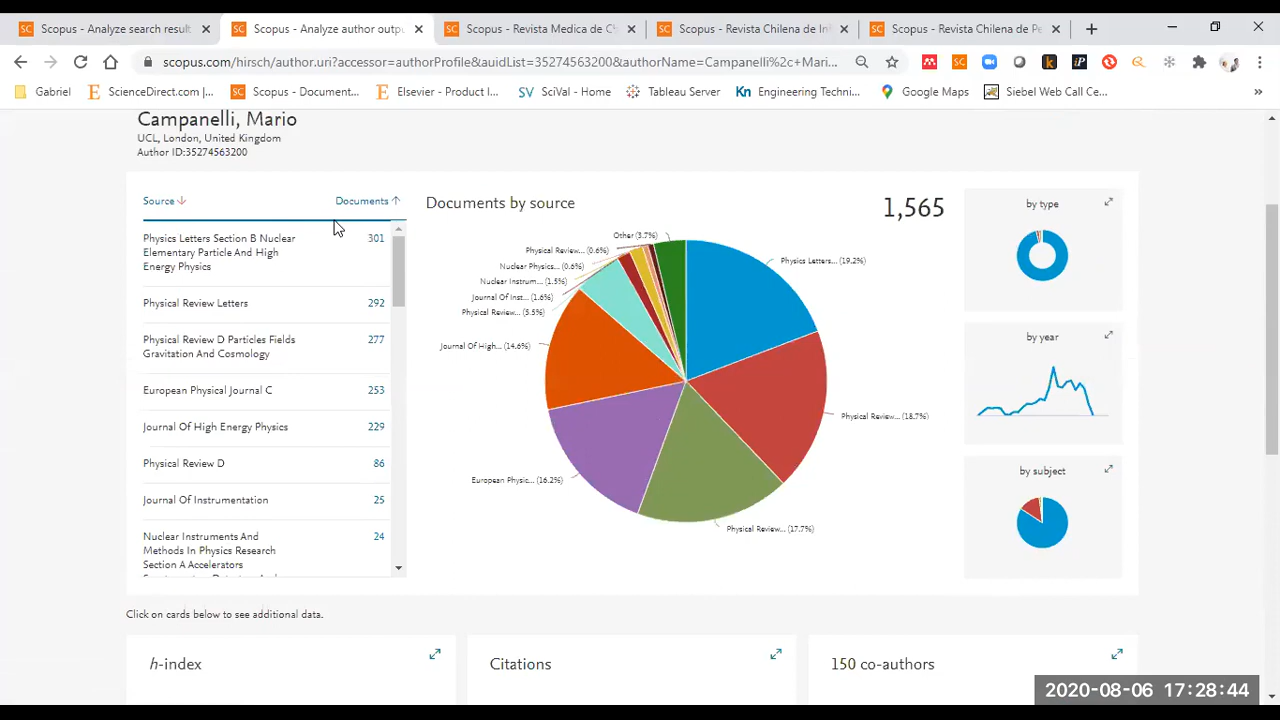 Scopus - Analyze search result
Scopus - Analyze author outpu
Scopus - Revista Medica de Ch
Scopus - Revista Chilena de Inf
Scopus - Revista Chilena de Pe
scopus.com/hirsch/author.uri?accessor=authorProfile&auidList=35274563200&authorName=Campanelli%2c+Mari...
Gabriel
ScienceDirect.com |...
Scopus - Document...
Elsevier - Product I...
SV SciVal - Home
Tableau Server
Kn Engineering Techni...
Google Maps
Siebel Web Call Ce...
Campanelli, Mario
UCL, London, United Kingdom
Author ID:35274563200
Source
Documents
Documents by source
1,565
Physics Letters Section B Nuclear
Elementary Particle And High
Energy Physics
301
Physical Review Letters 292
Physical Review D Particles Fields 277
Gravitation And Cosmology
European Physical Journal C 253
Journal Of High Energy Physics 229
Physical Review D 86
Journal Of Instrumentation 25
Nuclear Instruments And 24
Methods In Physics Research
Section A Accelerators
Other (3.7%)
Physical Review... (0.6%)
Nuclear Physics... (0.6%)
Nuclear Instrum... (1.5%)
Journal Of Inst... (1.6%)
Physical Review... (5.5%)
Journal Of High... (14.6%)
European Physic... (16.2%)
Physics Letters... (19.2%)
Physical Review... (18.7%)
Physical Review... (17.7%)
by type
by year
by subject
Click on cards below to see additional data.
h-index
Citations
150 co-authors
2020-08-06 17:28:44